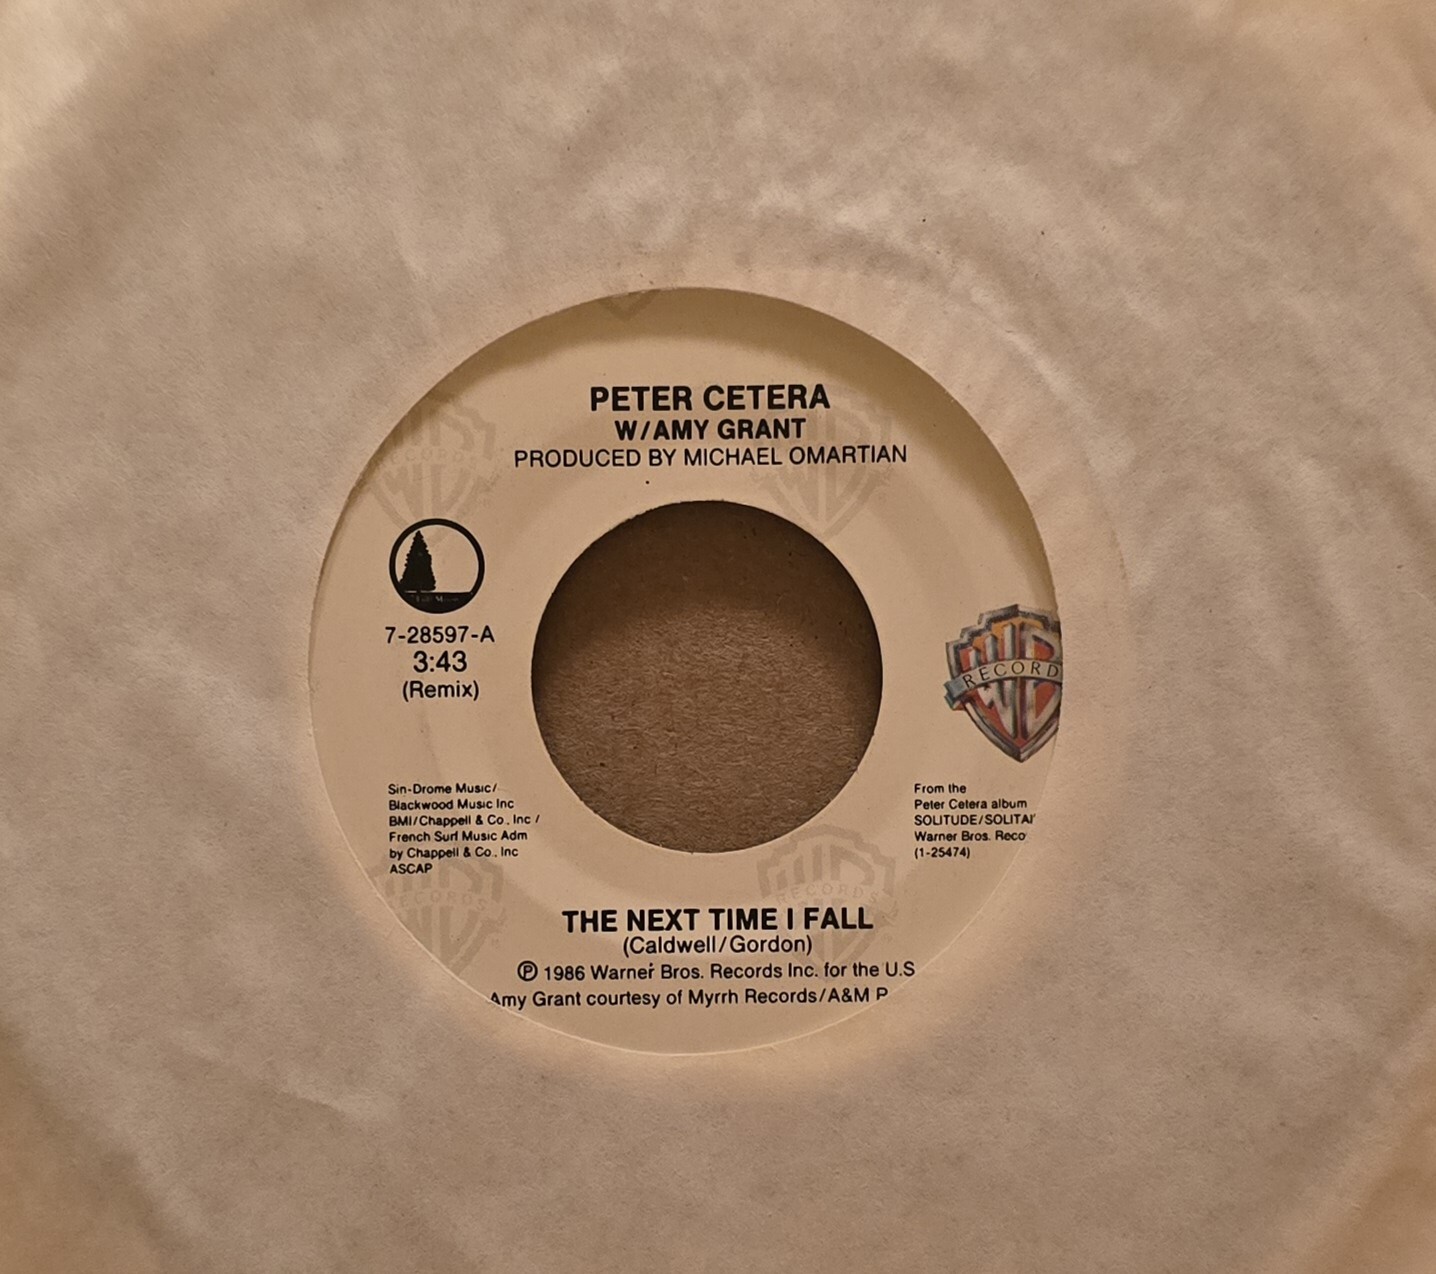 PETER CETERA
W/AMY GRANT
PRODUCED BY MICHAEL OMARTIAN
7-28597-A
3:43
(Remix)
RECORD
Sin-Drome Music/
Blackwood Music Inc
BMI/Chappell & Co., Inc /
French Surf Music Adm
by Chappell & Co., Inc
ASCAP
From the
Peter Cetera album
SOLITUDE/SOLITAI
Warner Bros. Reco
(1-25474)
RECORDS
THE NEXT TIME I FALL
(Caldwell/Gordon)
Ⓟ 1986 Warner Bros. Records Inc. for the U.S
Amy Grant courtesy of Myrrh Records/A&M